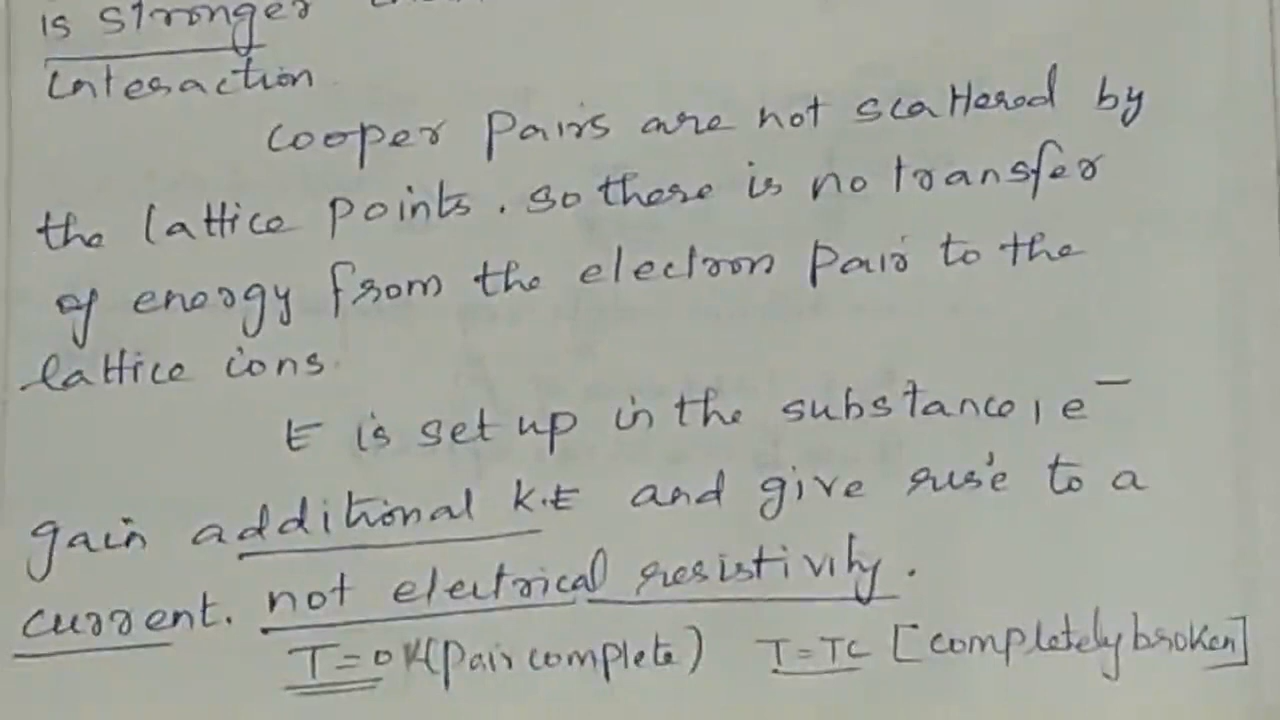 is stronger
interaction
Cooper Pairs are not scattered by
the lattice points. so there is no transfer
of energy from the electron pair to the
lattice ions.
E is set up in the substance, e⁻
gain additional K.E and give rise to a
current. not electrical resistivity.
T=0K(pair complete) T=TC [completely broken]